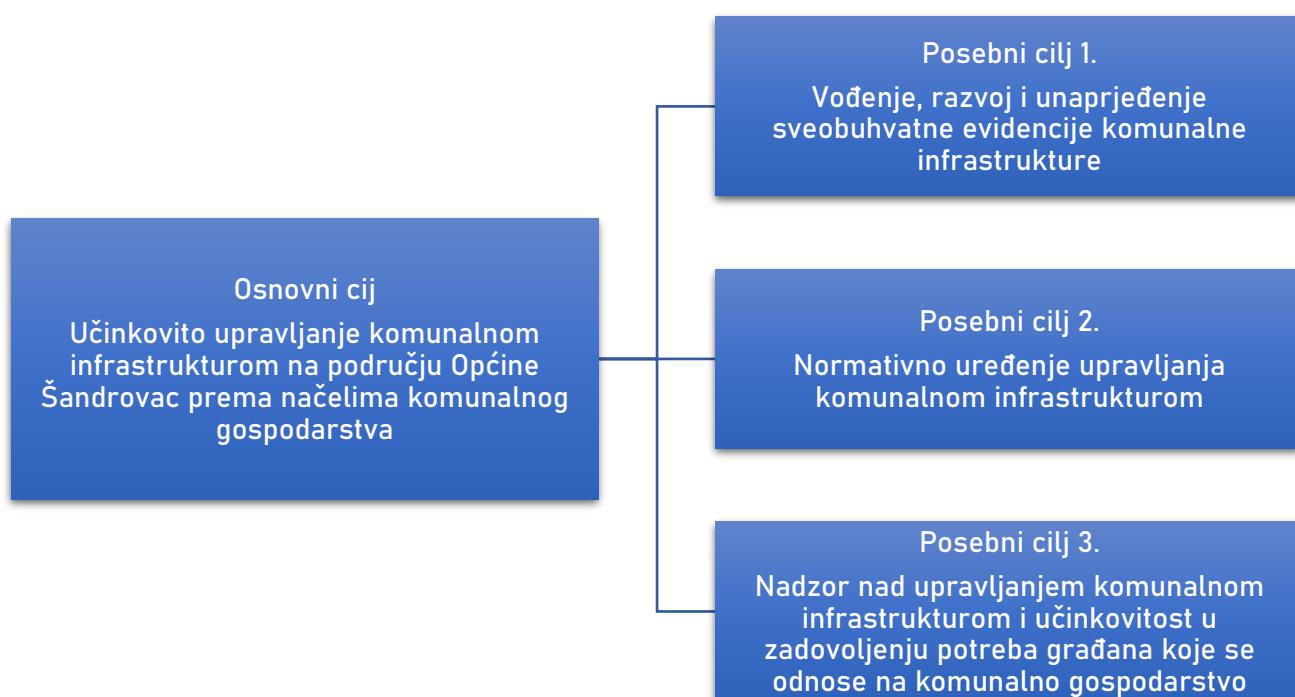 Osnovni cij
Učinkovito upravljanje komunalnom
infrastrukturom na području Općine
Šandrovac prema načelima komunalnog
gospodarstva
Posebni cilj 1.
Vođenje, razvoj i unaprjeđenje
sveobuhvatne evidencije komunalne
infrastrukture
Posebni cilj 2.
Normativno uređenje upravljanja
komunalnom infrastrukturom
Posebni cilj 3.
Nadzor nad upravljanjem komunalnom
infrastrukturom i učinkovitost u
zadovoljenju potreba građana koje se
odnose na komunalno gospodarstvo